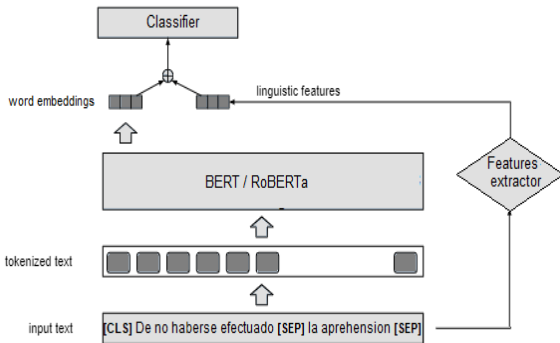 Classifier
word embeddings
linguistic features
BERT / RoBERTa
Features
extractor
tokenized text
input text
[CLS] De no haberse efectuado [SEP] la aprehension [SEP]